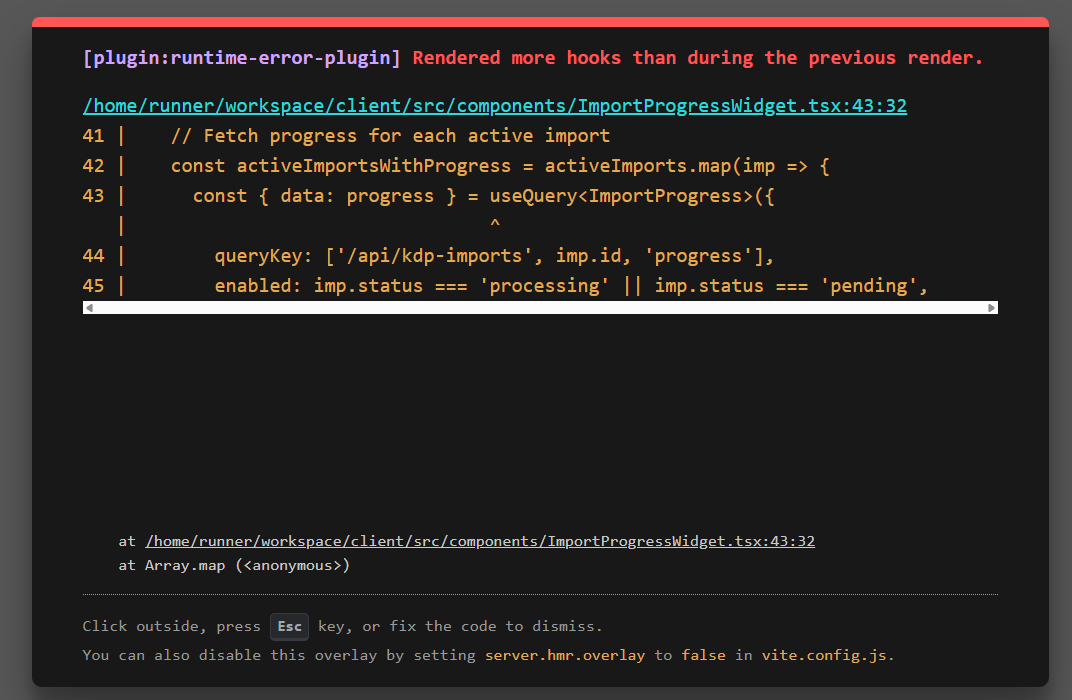 [plugin:runtime-error-plugin] Rendered more hooks than during the previous render.
/home/runner/workspace/client/src/components/ImportProgressWidget.tsx:43:32
41 |    // Fetch progress for each active import
42 |    const activeImportsWithProgress = activeImports.map(imp => {
43 |      const { data: progress } = useQuery<ImportProgress>({
   |                                 ^
44 |        queryKey: ['/api/kdp-imports', imp.id, 'progress'],
45 |        enabled: imp.status === 'processing' || imp.status === 'pending',
at /home/runner/workspace/client/src/components/ImportProgressWidget.tsx:43:32
at Array.map (<anonymous>)
Click outside, press Esc key, or fix the code to dismiss.
You can also disable this overlay by setting server.hmr.overlay to false in vite.config.js.